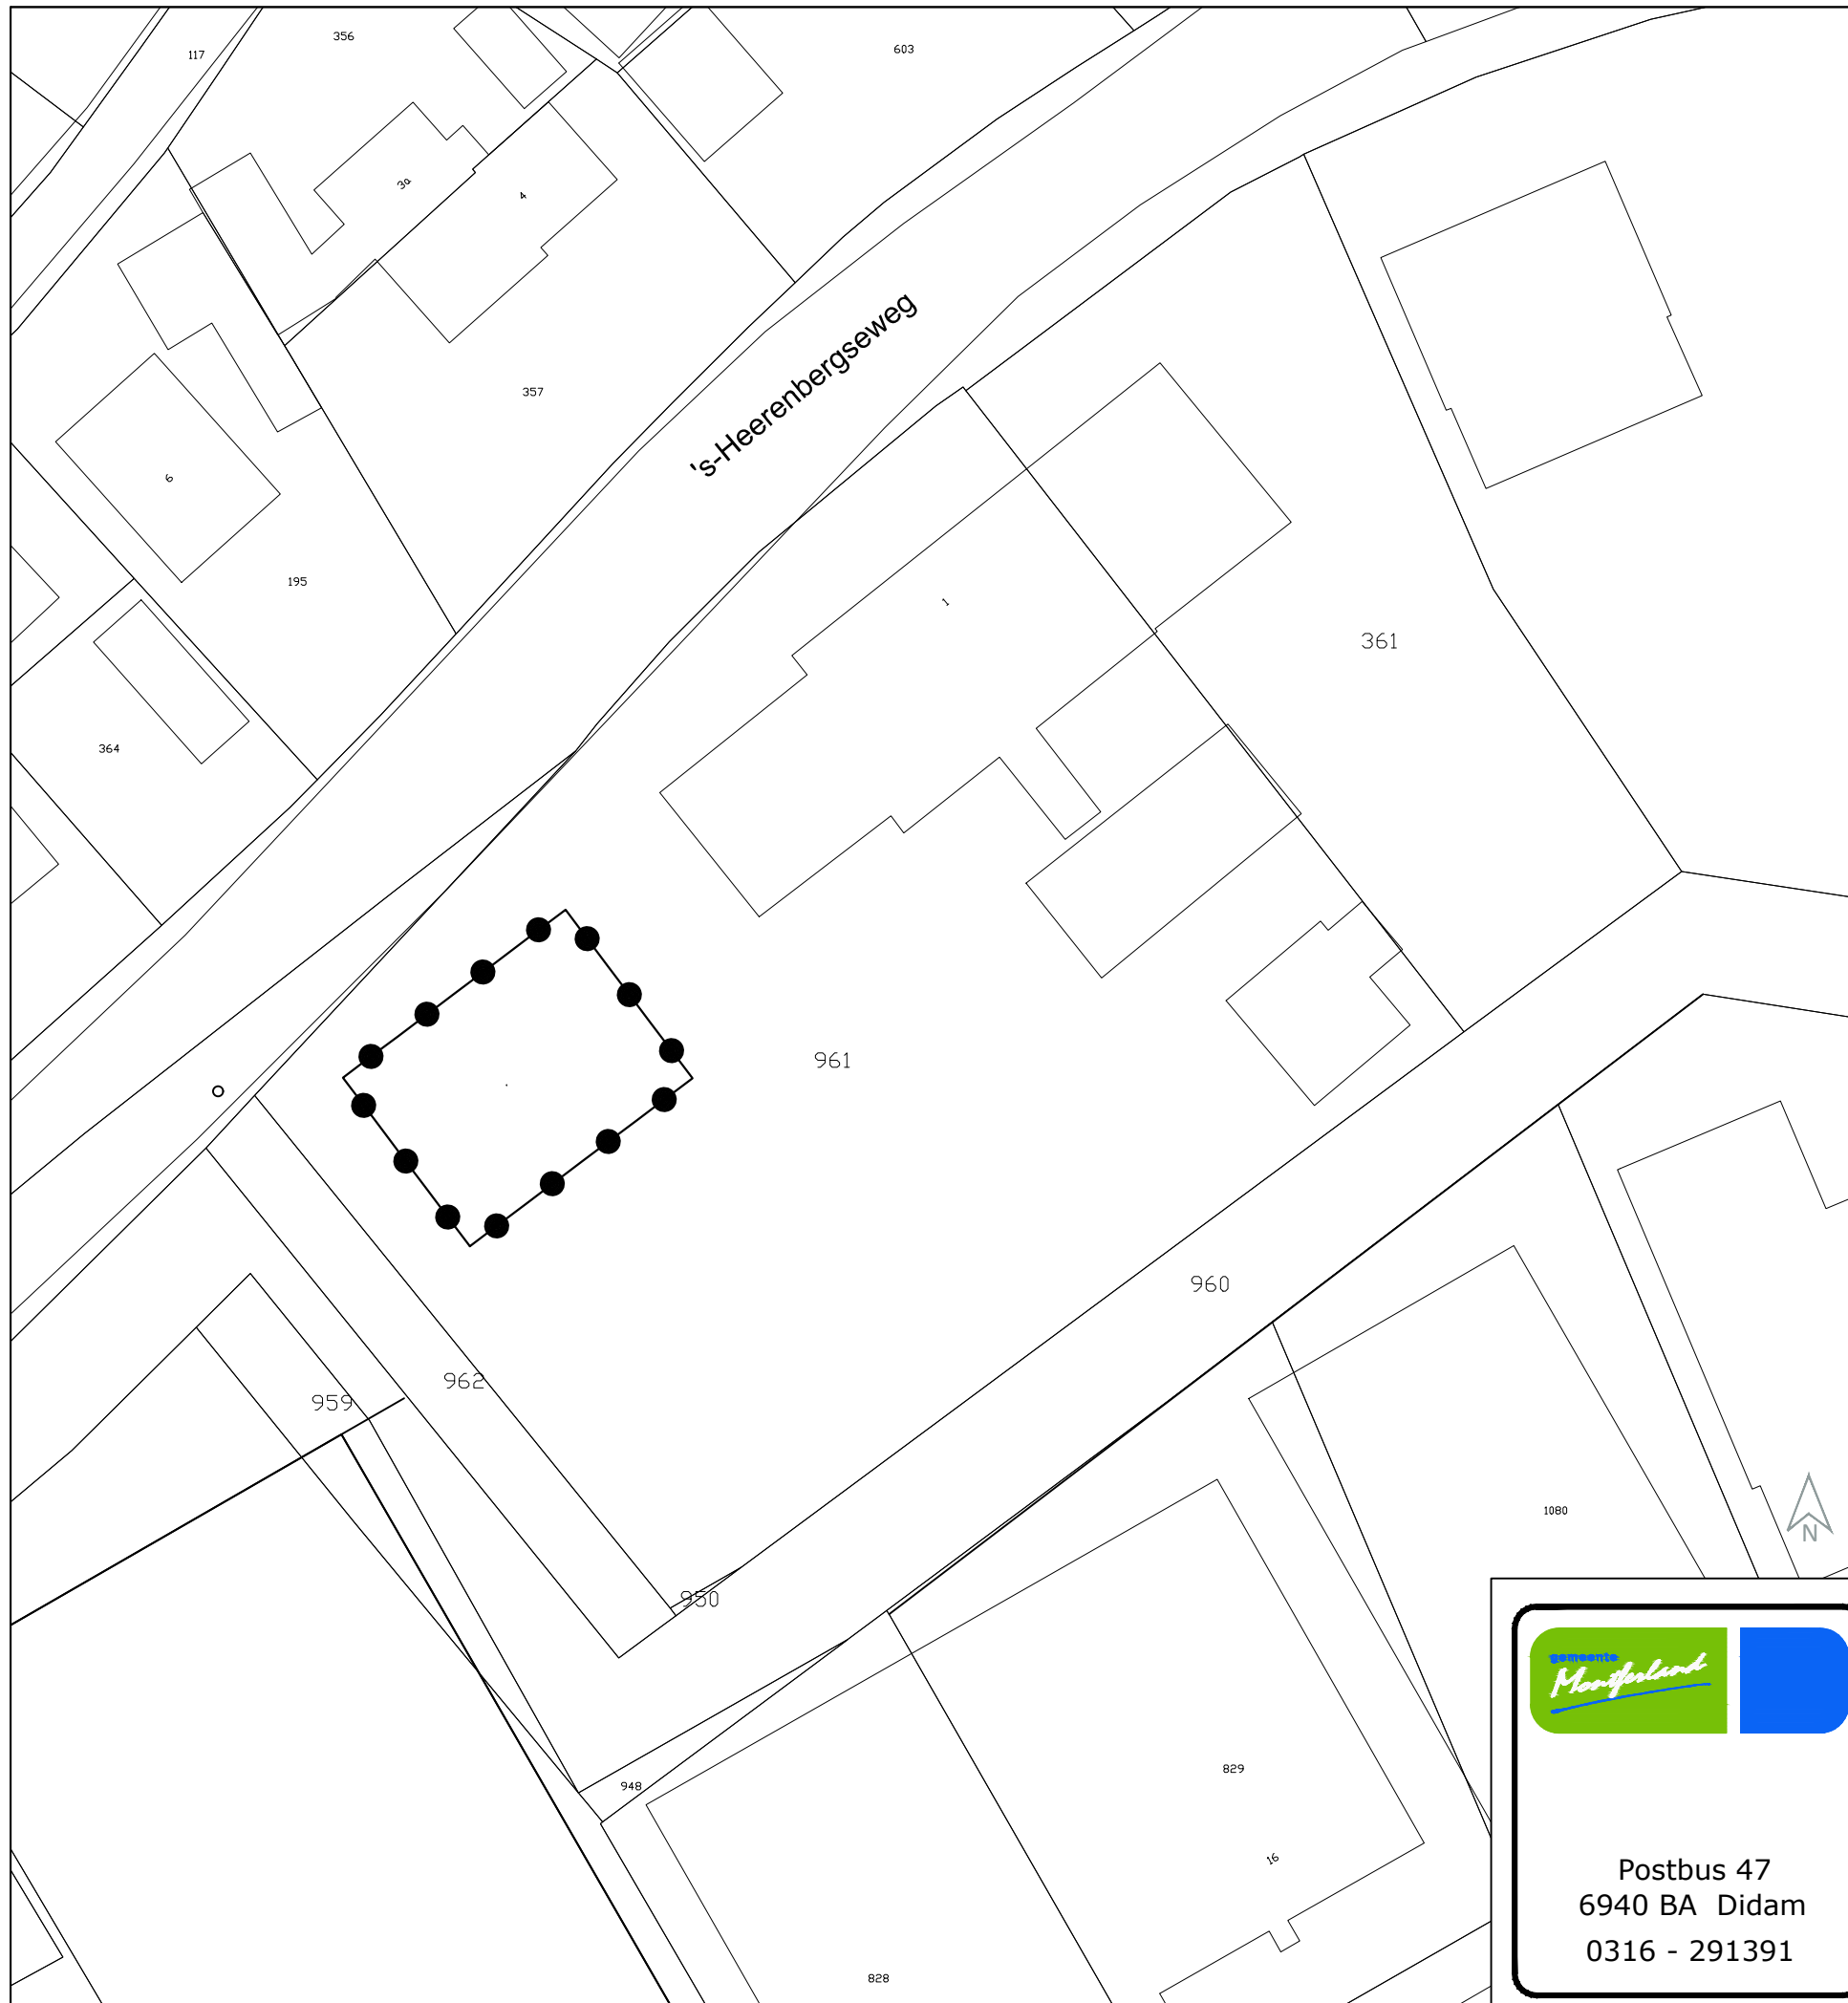 117
356
603
3a
4
's-Heerenbergseweg
357
6
195
1
361
364
961
960
962
959
950
1080
N
948
829
16
828
gemeente
Montferland
Postbus 47
6940 BA Didam
0316 - 291391